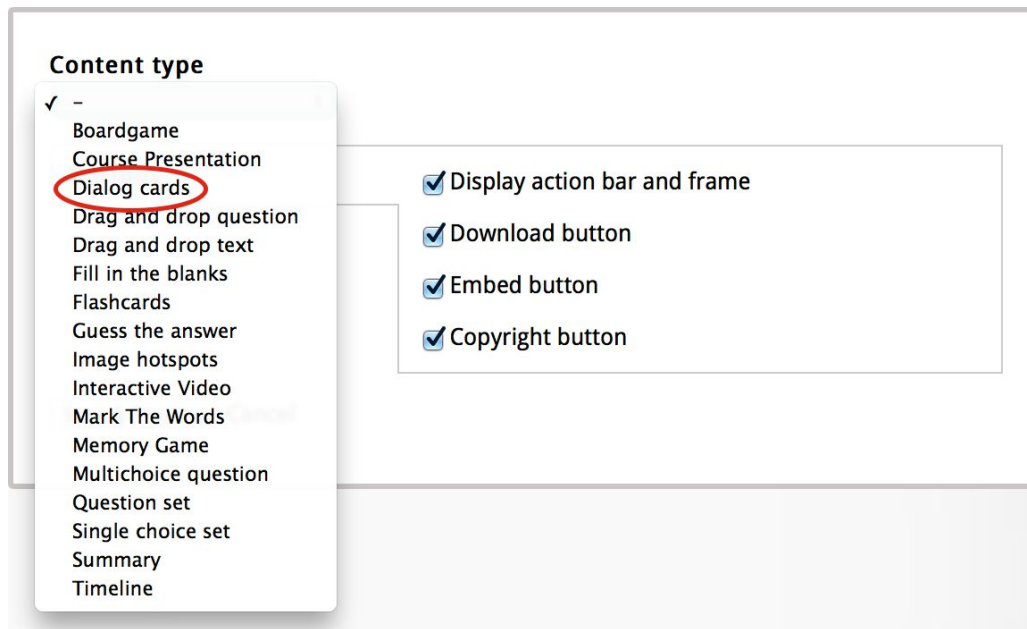 Content type
✓ –
Boardgame
Course Presentation
Dialog cards
Drag and drop question
Drag and drop text
Fill in the blanks
Flashcards
Guess the answer
Image hotspots
Interactive Video
Mark The Words
Memory Game
Multichoice question
Question set
Single choice set
Summary
Timeline
Display action bar and frame
Download button
Embed button
Copyright button
Cancel